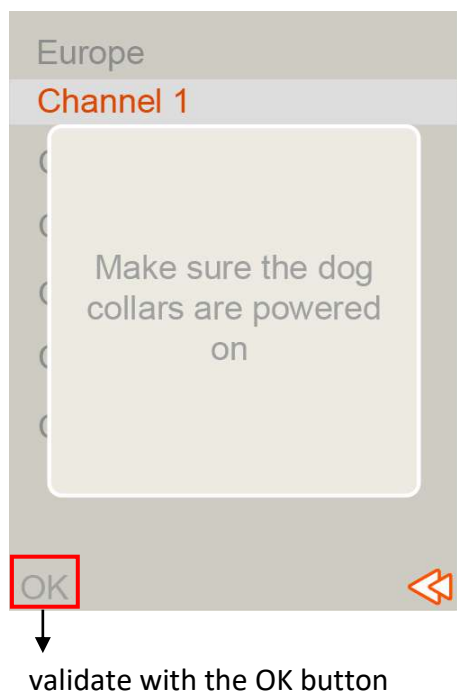 Europe
Channel 1
Make sure the dog
collars are powered
on
OK
validate with the OK button